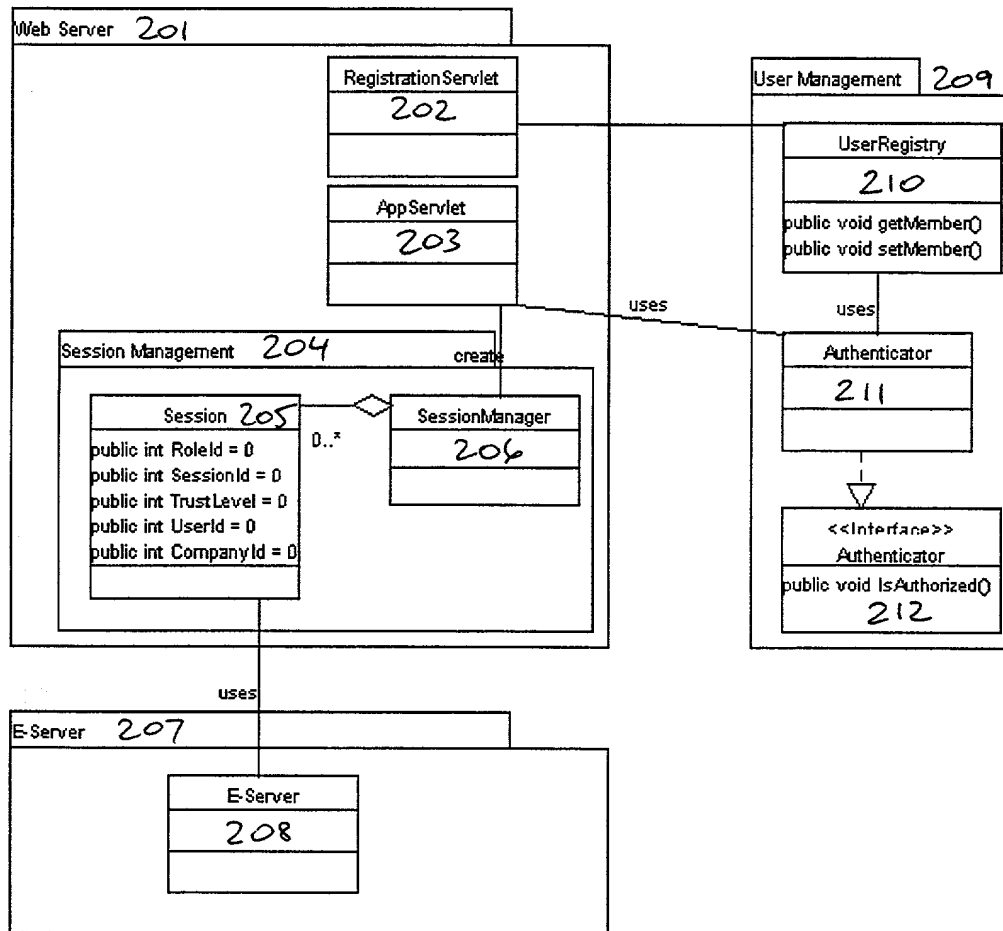 Web Server 201
RegistrationServlet
202
AppServlet
203
uses
Session Management 204
create
Session 205
public int RoleId = 0
public int SessionId = 0
public int TrustLevel = 0
public int UserId = 0
public int CompanyId = 0
0..*
SessionManager
206
uses
E-Server 207
E-Server
208
User Management 209
UserRegistry
210
public void getMember()
public void setMember()
uses
Authenticator
211
<<Interface>>
Authenticator
public void IsAuthorized()
212